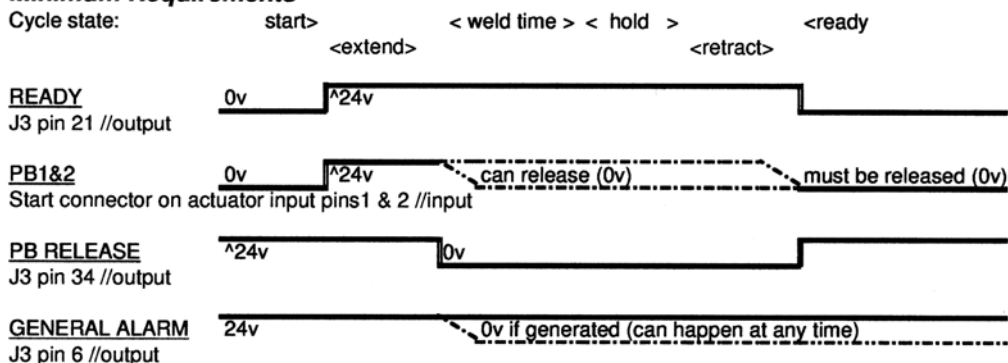 Minimum Requirements
Cycle state: start> < weld time > < hold > <ready
<extend> <retract>
READY 0v ^24v
J3 pin 21 //output
PB1&2 0v ^24v can release (0v) must be released (0v)
Start connector on actuator input pins1 & 2 //input
PB RELEASE ^24v 0v
J3 pin 34 //output
GENERAL ALARM 24v 0v if generated (can happen at any time)
J3 pin 6 //output